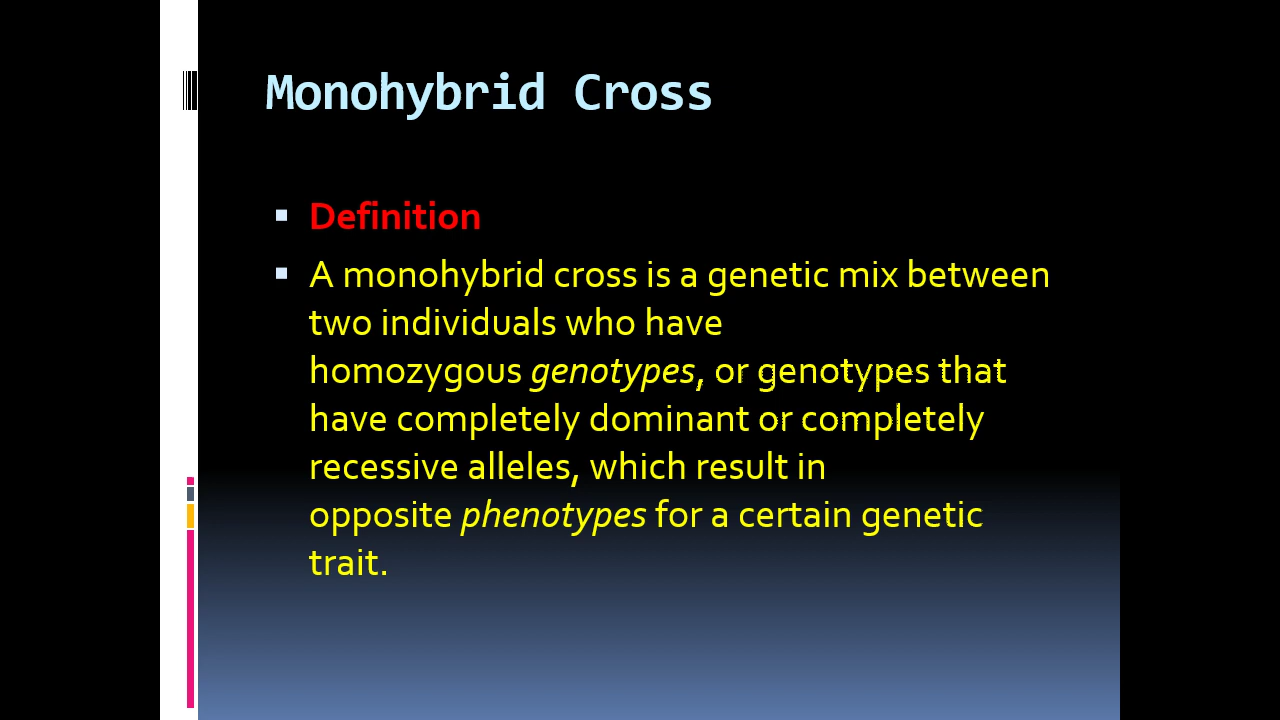 Monohybrid Cross
Definition
A monohybrid cross is a genetic mix between
two individuals who have
homozygous genotypes, or genotypes that
have completely dominant or completely
recessive alleles, which result in
opposite phenotypes for a certain genetic
trait.